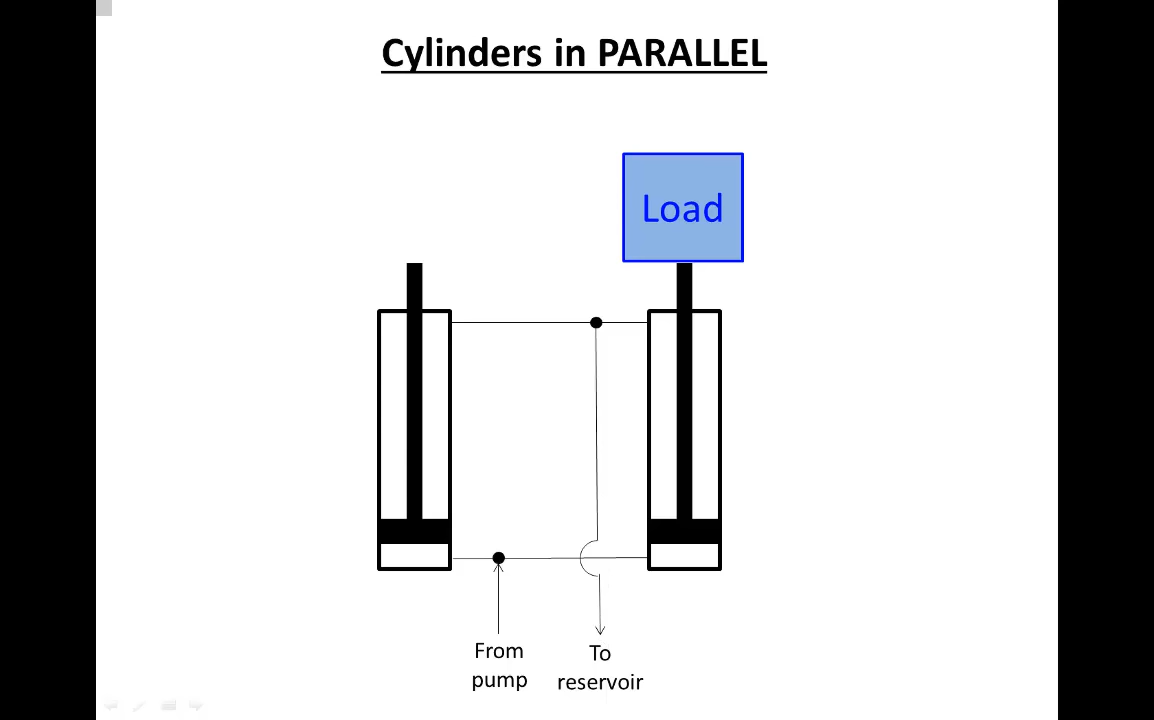 Cylinders in PARALLEL
Load
From
pump
To
reservoir